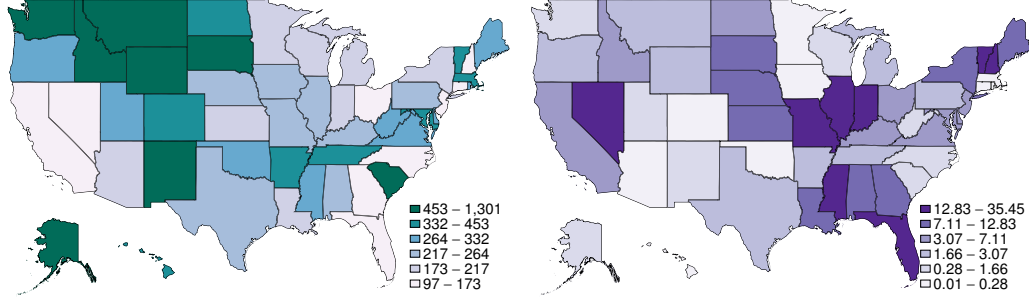 453 – 1,301
332 – 453
264 – 332
217 – 264
173 – 217
97 – 173
12.83 – 35.45
7.11 – 12.83
3.07 – 7.11
1.66 – 3.07
0.28 – 1.66
0.01 – 0.28